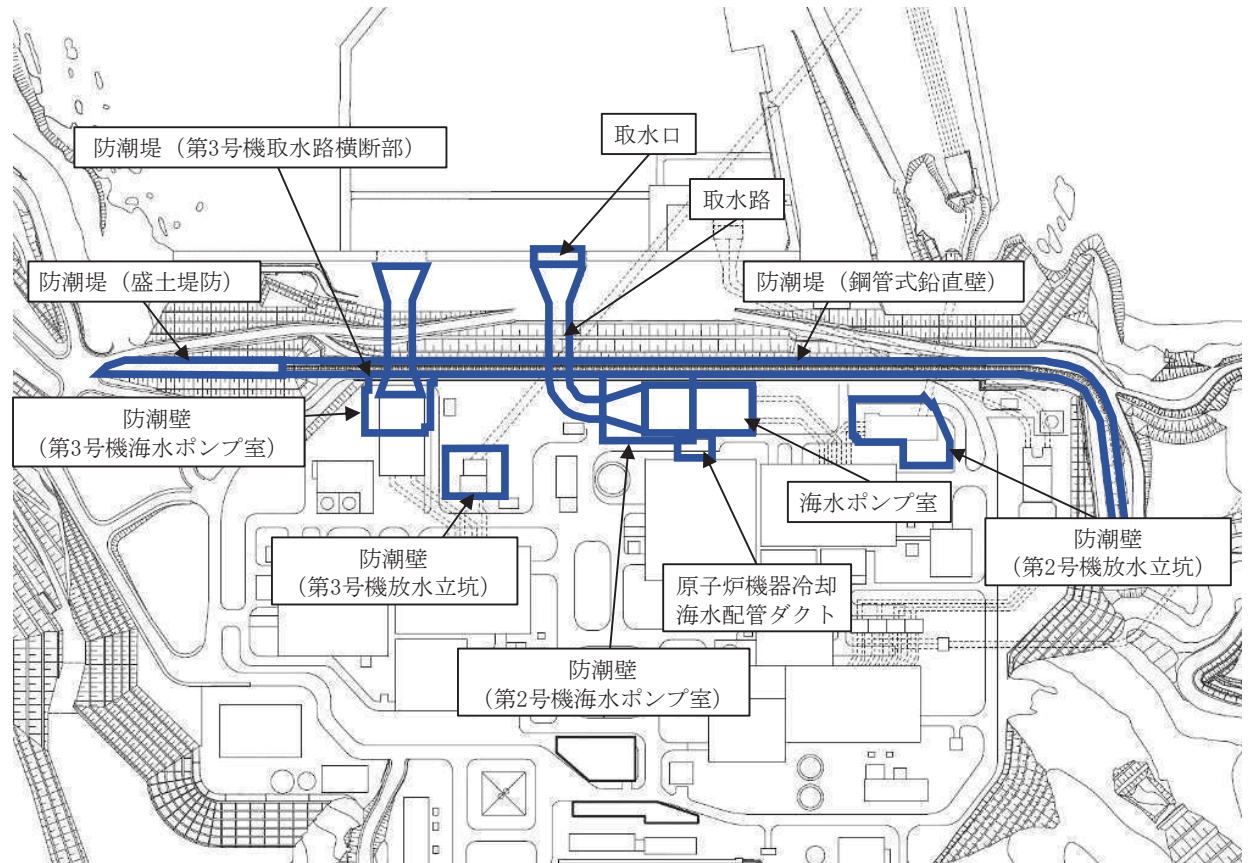 取水口
防潮堤（第3号機取水路横断部）
取水路
防潮堤（盛土堤防）
防潮堤（鋼管式鉛直壁）
防潮壁
（第3号機海水ポンプ室）
海水ポンプ室
防潮壁
（第3号機放水立坑）
防潮壁
（第2号機放水立坑）
原子炉機器冷却
海水配管ダクト
防潮壁
（第2号機海水ポンプ室）